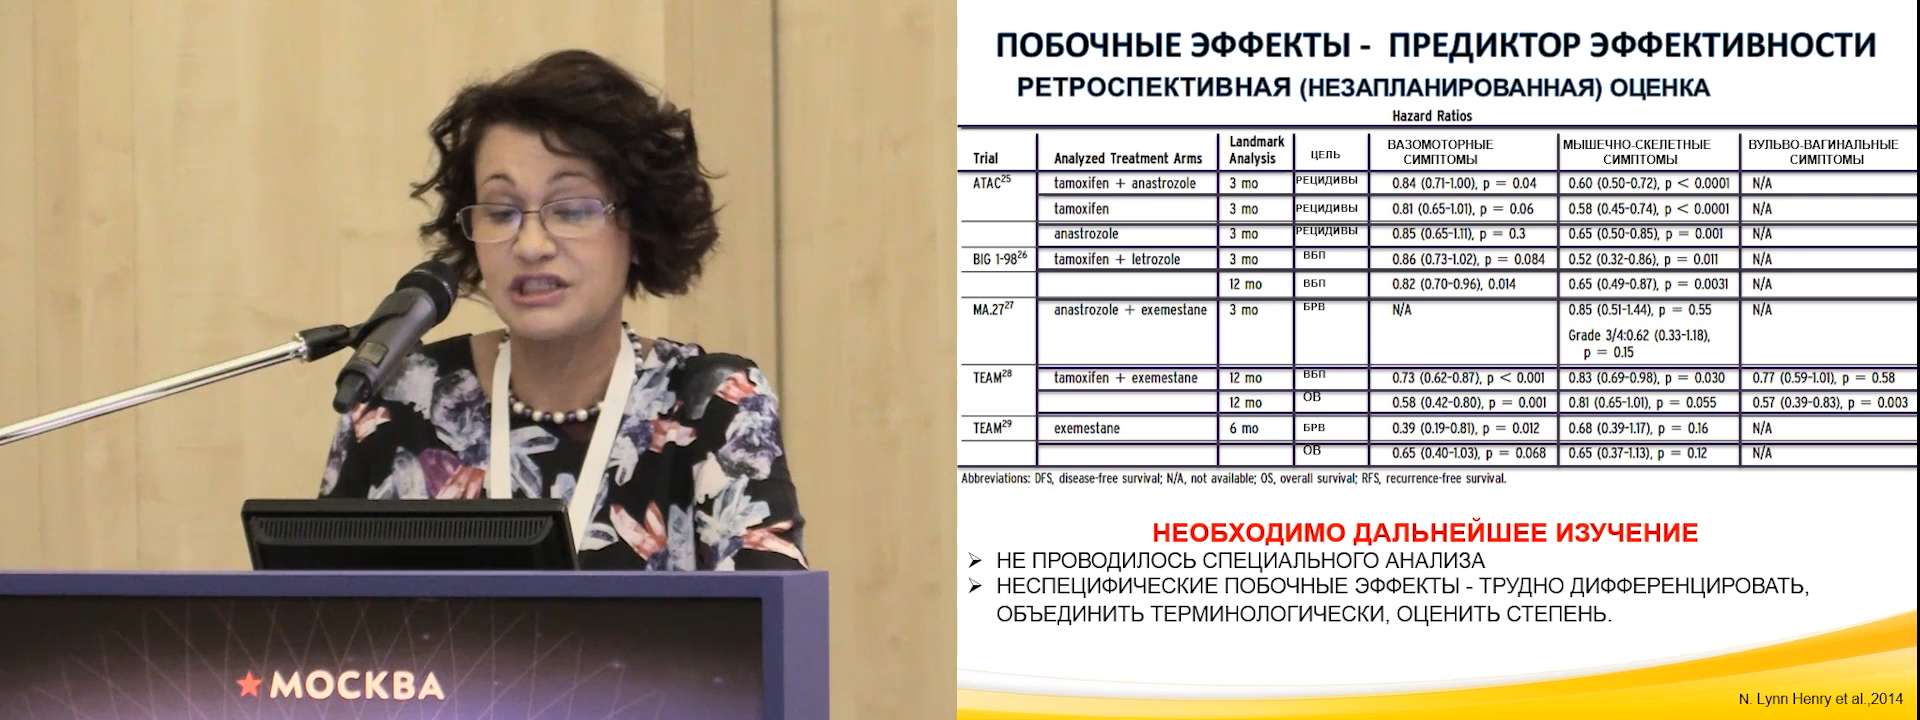 МОСКВА
ПОБОЧНЫЕ ЭФФЕКТЫ - ПРЕДИКТОР ЭФФЕКТИВНОСТИ
РЕТРОСПЕКТИВНАЯ (НЕЗАПЛАНИРОВАННАЯ) ОЦЕНКА
Hazard Ratios
Trial Analyzed Treatment Arms Landmark Analysis ЦЕЛЬ ВАЗОМОТОРНЫЕ СИМПТОМЫ МЫШЕЧНО-СКЕЛЕТНЫЕ СИМПТОМЫ ВУЛЬВО-ВАГИНАЛЬНЫЕ СИМПТОМЫ
ATAC25 tamoxifen + anastrozole 3 mo РЕЦИДИВЫ 0.84 (0.71-1.00), p = 0.04 0.60 (0.50-0.72), p < 0.0001 N/A
tamoxifen 3 mo РЕЦИДИВЫ 0.81 (0.65-1.01), p = 0.06 0.58 (0.45-0.74), p < 0.0001 N/A
anastrozole 3 mo РЕЦИДИВЫ 0.85 (0.65-1.11), p = 0.3 0.65 (0.50-0.85), p = 0.001 N/A
BIG 1-9826 tamoxifen + letrozole 3 mo ВБП 0.86 (0.73-1.02), p = 0.084 0.52 (0.32-0.86), p = 0.011 N/A
12 mo ВБП 0.82 (0.70-0.96), 0.014 0.65 (0.49-0.87), p = 0.0031 N/A
MA.2727 anastrozole + exemestane 3 mo БРВ N/A 0.85 (0.51-1.44), p = 0.55 N/A
Grade 3/4:0.62 (0.33-1.18),
p = 0.15
TEAM28 tamoxifen + exemestane 12 mo ВБП 0.73 (0.62-0.87), p < 0.001 0.83 (0.69-0.98), p = 0.030 0.77 (0.59-1.01), p = 0.58
12 mo ОВ 0.58 (0.42-0.80), p = 0.001 0.81 (0.65-1.01), p = 0.055 0.57 (0.39-0.83), p = 0.003
TEAM29 exemestane 6 mo БРВ 0.39 (0.19-0.81), p = 0.012 0.68 (0.39-1.17), p = 0.16 N/A
ОВ 0.65 (0.40-1.03), p = 0.068 0.65 (0.37-1.13), p = 0.12 N/A
Abbreviations: DFS, disease-free survival; N/A, not available; OS, overall survival; RFS, recurrence-free survival.
НЕОБХОДИМО ДАЛЬНЕЙШЕЕ ИЗУЧЕНИЕ
НЕ ПРОВОДИЛОСЬ СПЕЦИАЛЬНОГО АНАЛИЗА
НЕСПЕЦИФИЧЕСКИЕ ПОБОЧНЫЕ ЭФФЕКТЫ - ТРУДНО ДИФФЕРЕНЦИРОВАТЬ,
ОБЪЕДИНИТЬ ТЕРМИНОЛОГИЧЕСКИ, ОЦЕНИТЬ СТЕПЕНЬ.
N. Lynn Henry et al.,2014